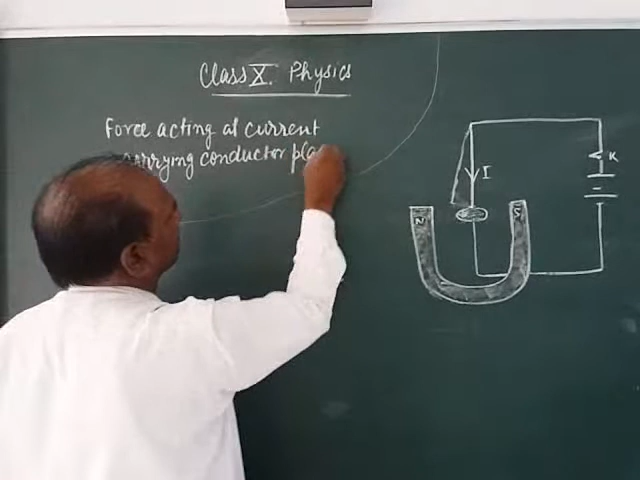 Class X. Physics
Force acting at current
carrying conductor pla
I
K
N
S